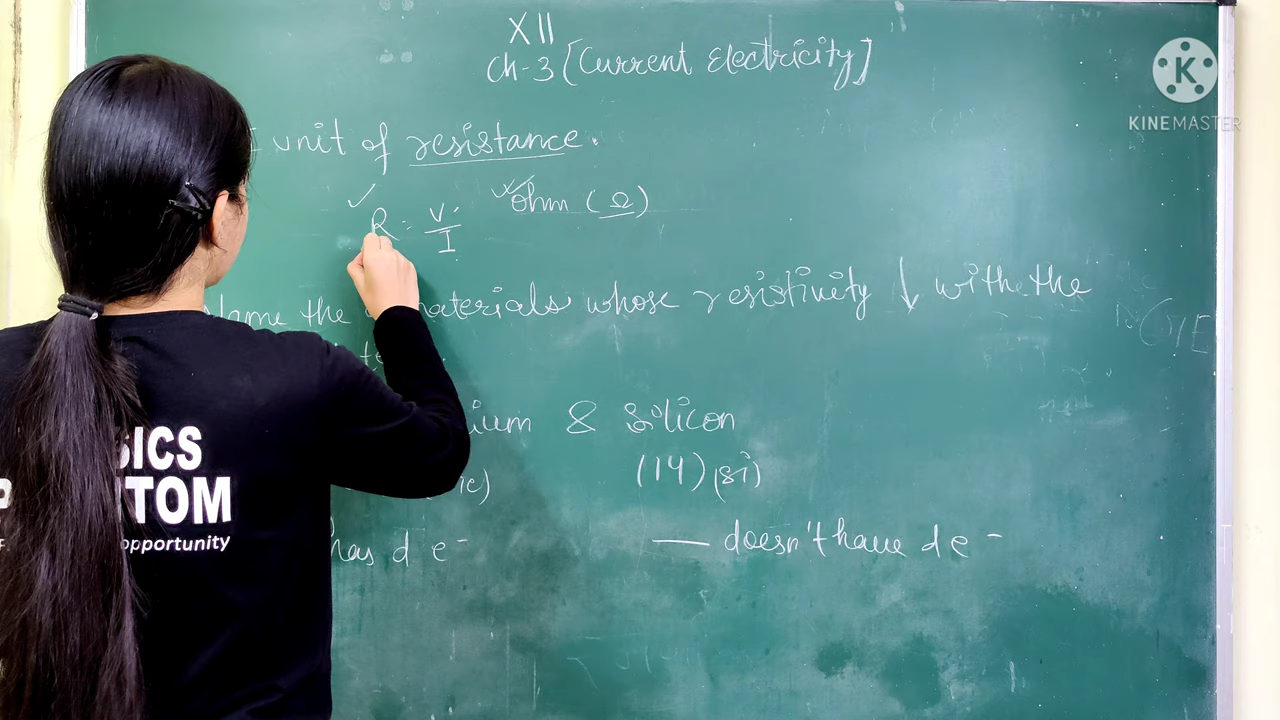 XII
Ch-3 [Current Electricity]
unit of resistance.
R = V/I ohm (Ω)
Name the materials whose resistivity ↓ with the
& Silicon
(14) (si)
has d e⁻ — doesn't have d e⁻
KINEMASTER
K
SICS
TOM
opportunity